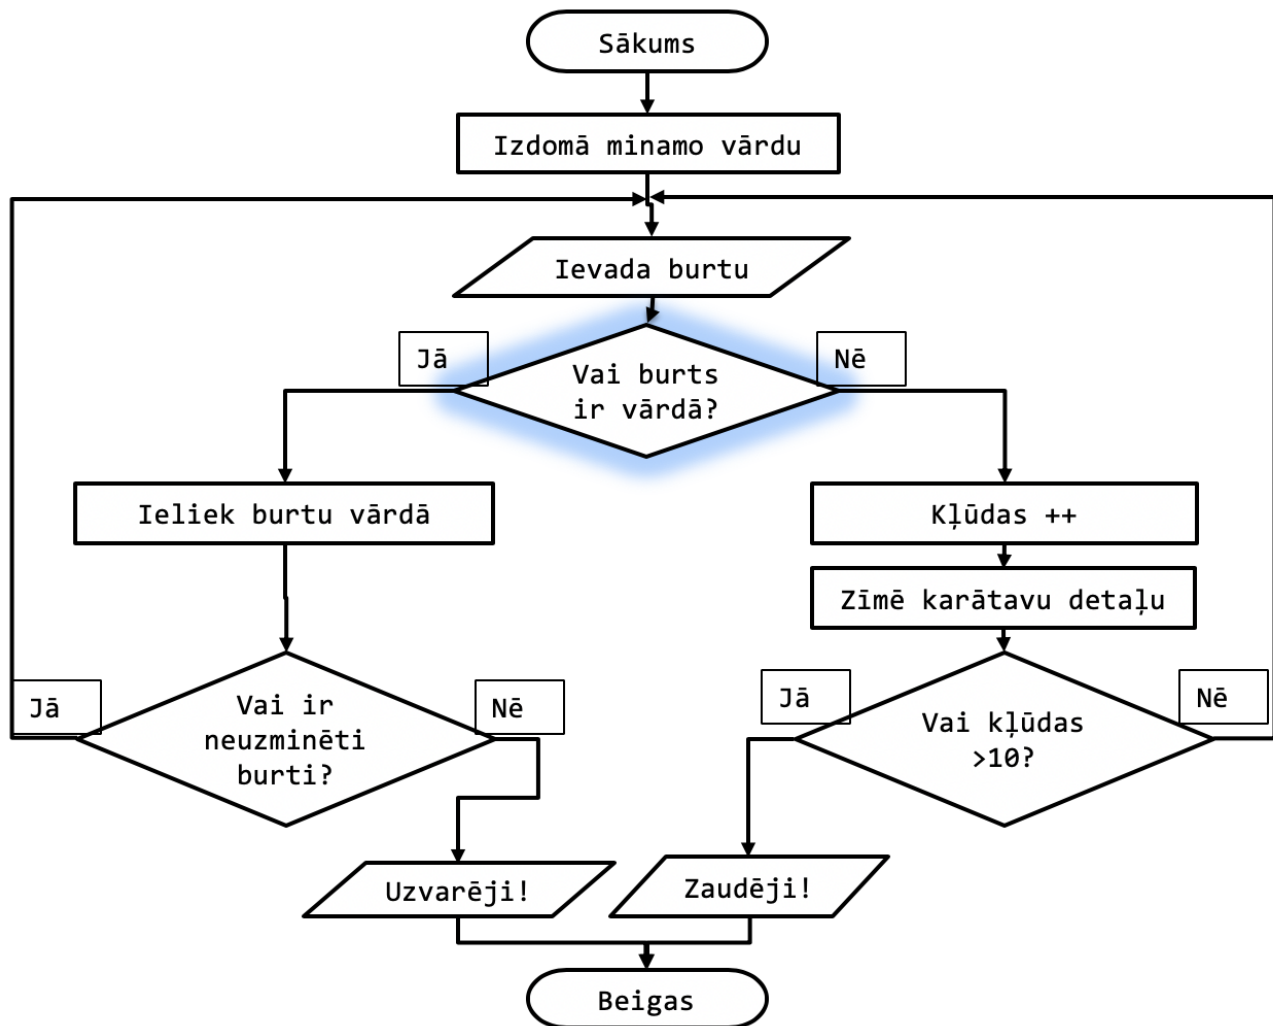 Sākums
Izdomā minamo vārdu
Ievada burtu
Jā
Nē
Vai burts
ir vārdā?
Ieliek burtu vārdā
Kļūdas ++
Zīmē karātavu detaļu
Jā
Vai ir
neuzminēti
burti?
Nē
Jā
Vai kļūdas
>10?
Nē
Uzvarēji!
Zaudēji!
Beigas